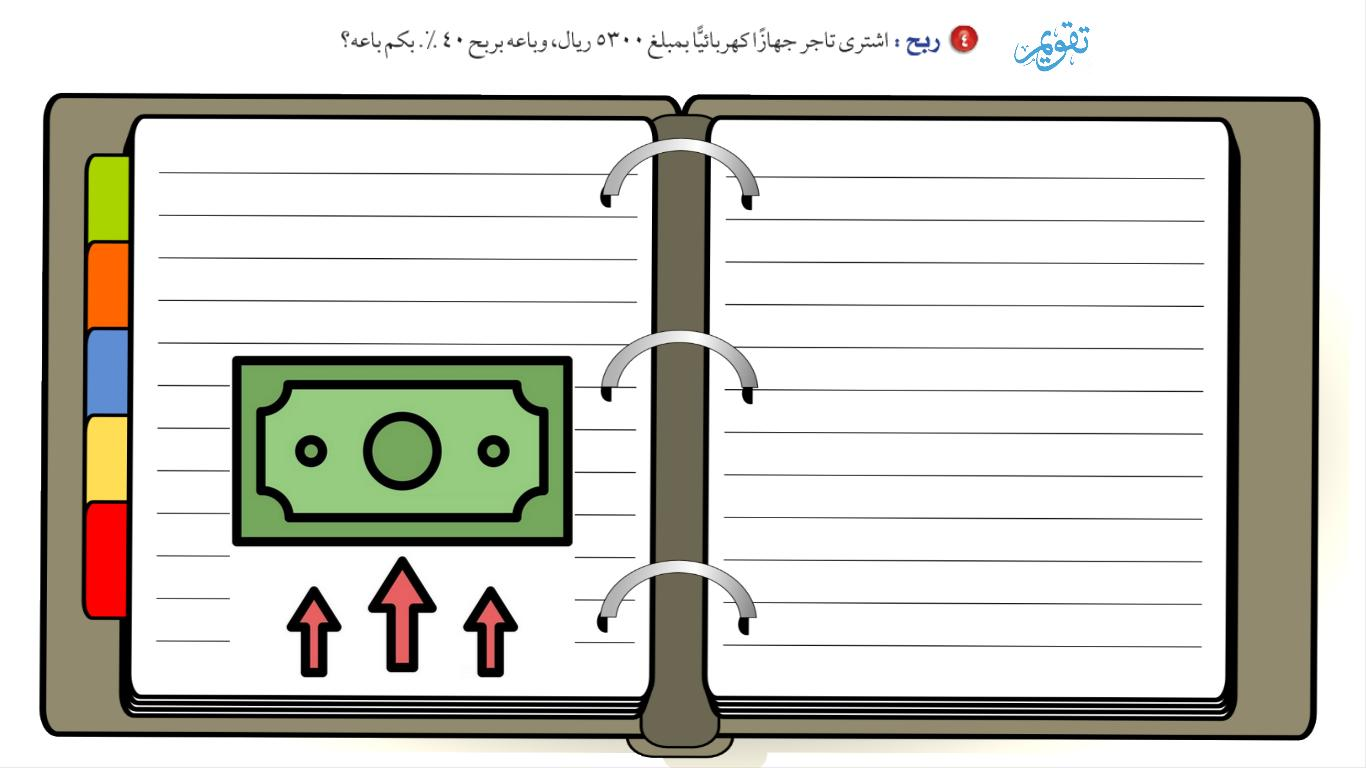 تقويم
٤ ربح : اشترى تاجر جهازًا كهربائيًّا بمبلغ ٥٣٠٠ ريال، وباعه بربح ٤٠ ٪. بكم باعه؟